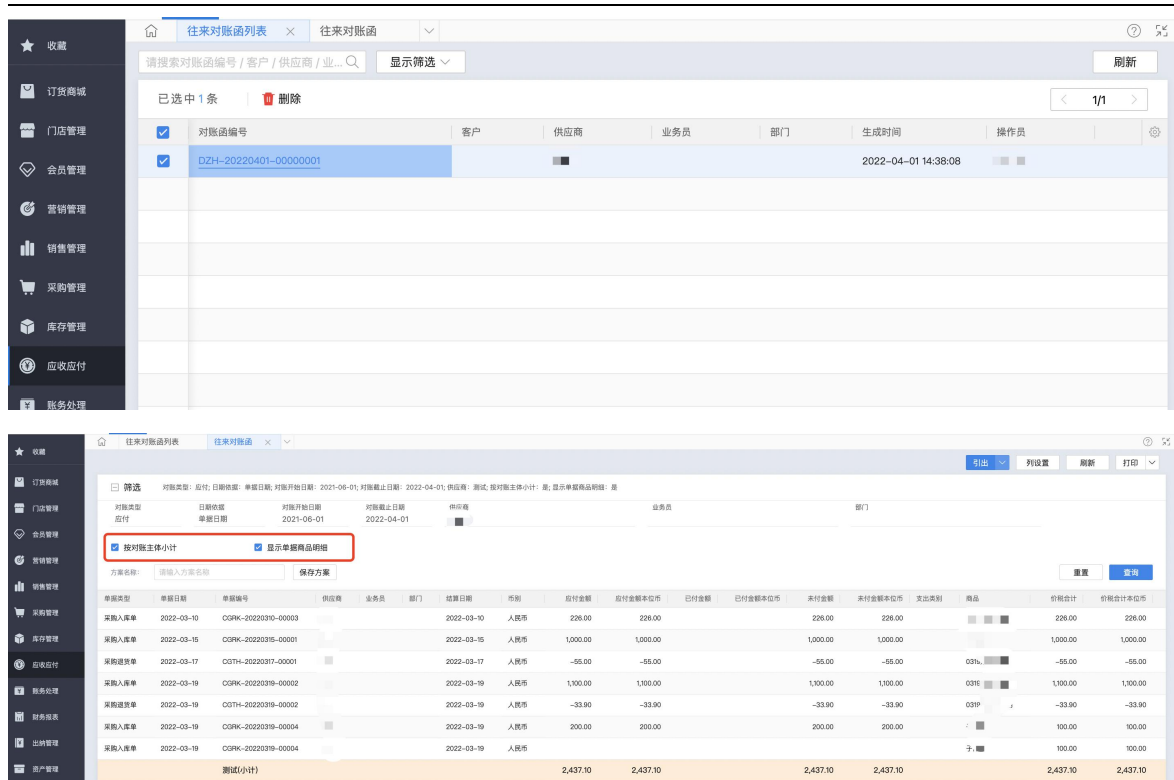 往来对账函列表 × 往来对账函
收藏
请搜索对账函编号 / 客户 / 供应商 / 业... 显示筛选 刷新
订货商城
已选中 1 条 删除 1/1
门店管理
对账函编号 客户 供应商 业务员 部门 生成时间 操作员
DZH-20220401-00000001 2022-04-01 14:38:08
会员管理
营销管理
销售管理
采购管理
库存管理
应收应付
账务处理
往来对账函列表 往来对账函 ×
收藏
引出 列设置 刷新 打印
订货商城
筛选 对账类型: 应付; 日期依据: 单据日期; 对账开始日期: 2021-06-01; 对账截止日期: 2022-04-01; 供应商: 测试; 按对账主体小计: 是; 显示单据商品明细: 是
门店管理
对账类型 日期依据 对账开始日期 对账截止日期 供应商 业务员 部门
应付 单据日期 2021-06-01 2022-04-01
会员管理
按对账主体小计 显示单据商品明细
营销管理
方案名称: 请输入方案名称 保存方案 重置 查询
销售管理
单据类型 单据日期 单据编号 供应商 业务员 部门 结算日期 币别 应付金额 应付金额本位币 已付金额 已付金额本位币 未付金额 未付金额本位币 支出类别 商品 价税合计 价税合计本位币
采购管理
采购入库单 2022-03-10 CGRK-20220310-00003 2022-03-10 人民币 226.00 226.00 226.00 226.00 226.00 226.00
库存管理
采购入库单 2022-03-15 CGRK-20220315-00001 2022-03-15 人民币 1,000.00 1,000.00 1,000.00 1,000.00 1,000.00 1,000.00
应收应付
采购退货单 2022-03-17 CGTH-20220317-00001 2022-03-17 人民币 -55.00 -55.00 -55.00 -55.00 -55.00 -55.00
账务处理
采购入库单 2022-03-19 CGRK-20220319-00002 2022-03-19 人民币 1,100.00 1,100.00 1,100.00 1,100.00 1,100.00 1,100.00
采购退货单 2022-03-19 CGTH-20220319-00002 2022-03-19 人民币 -33.90 -33.90 -33.90 -33.90 -33.90 -33.90
财务报表
采购入库单 2022-03-19 CGRK-20220319-00004 2022-03-19 人民币 200.00 200.00 200.00 200.00 100.00 100.00
出纳管理
采购入库单 2022-03-19 CGRK-20220319-00004 2022-03-19 人民币 100.00 100.00
资产管理
测试(小计) 2,437.10 2,437.10 2,437.10 2,437.10 2,437.10 2,437.10